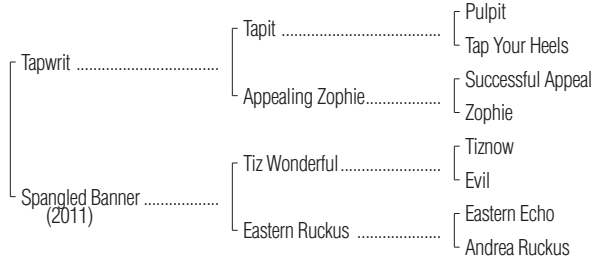 Pulpit
Tapit ........................................
Tap Your Heels
Tapwrit ....................................
Successful Appeal
Appealing Zophie...................
Zophie
Tiznow
Tiz Wonderful.........................
Evil
Spangled Banner ...................
(2011)
Eastern Echo
Eastern Ruckus .....................
Andrea Ruckus